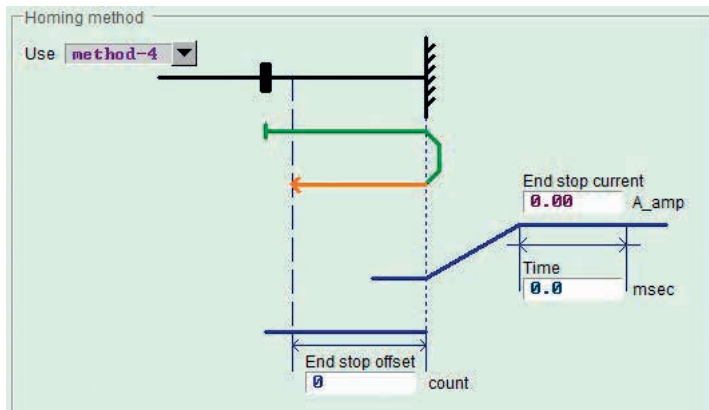 Homing method
Use method-4
End stop current
0.00 A_amp
Time
0.0 msec
End stop offset
0 count